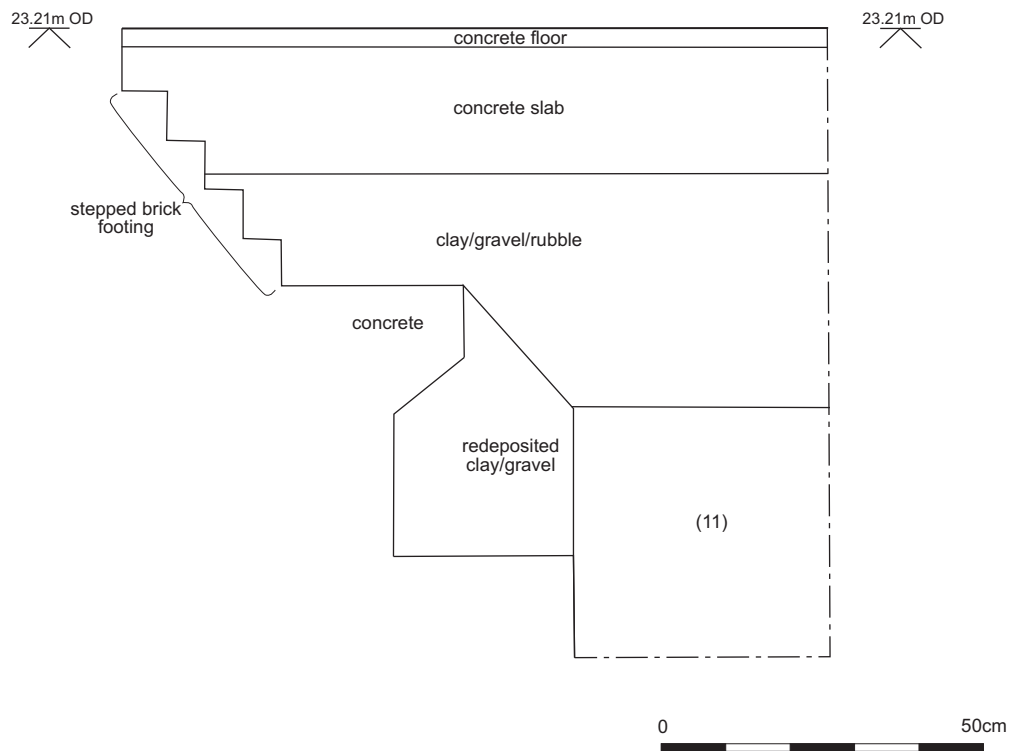 23.21m OD
23.21m OD
concrete floor
concrete slab
stepped brick
footing
clay/gravel/rubble
concrete
redeposited
clay/gravel
(11)
0
50cm